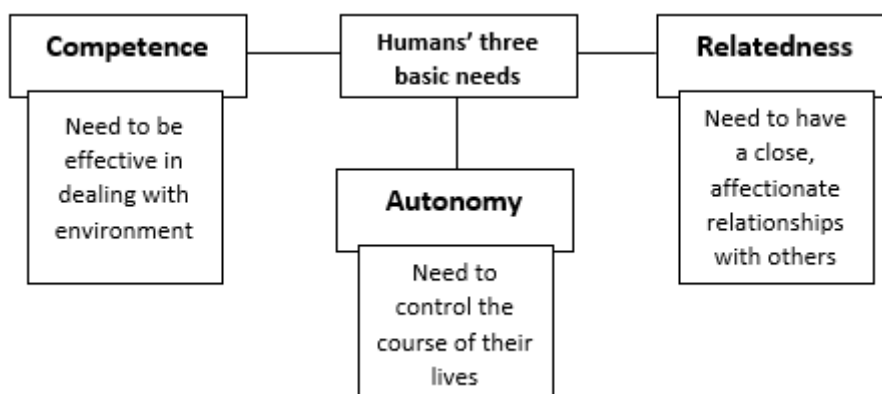 Competence
Need to be
effective in
dealing with
environment
Humans’ three
basic needs
Autonomy
Need to
control the
course of their
lives
Relatedness
Need to have
a close,
affectionate
relationships
with others